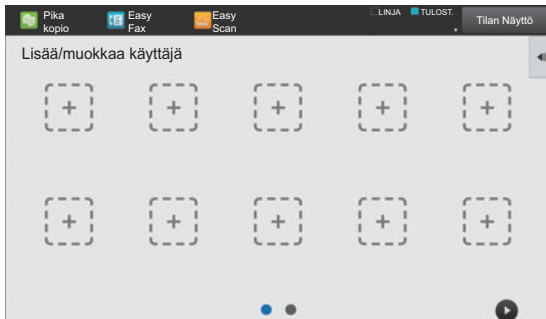 Pika
kopio
Easy
Fax
Easy
Scan
LINJA
TULOST.
Tilan Näyttö
Lisää/muokkaa käyttäjä